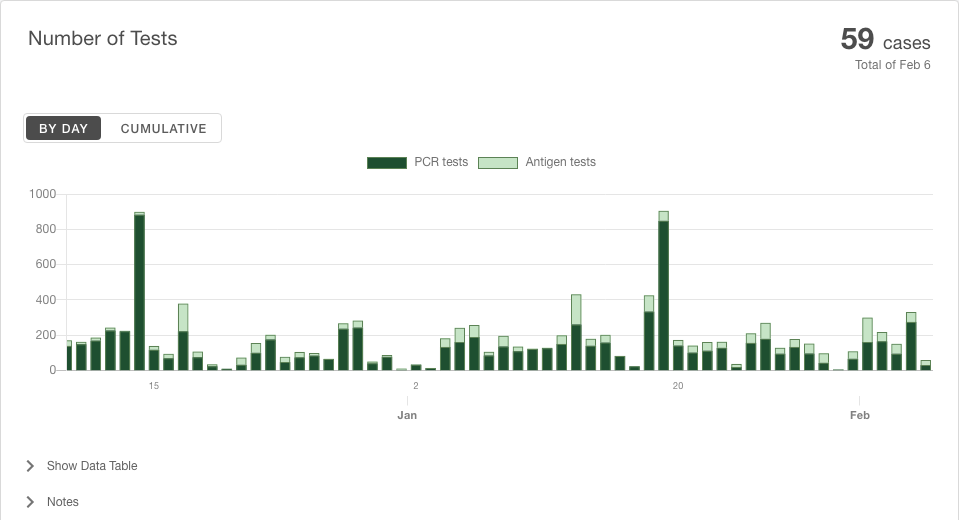 Number of Tests
59 cases
Total of Feb 6
BY DAY
CUMULATIVE
PCR tests
Antigen tests
1000
800
600
400
200
0
15
2
20
Jan
Feb
Show Data Table
Notes